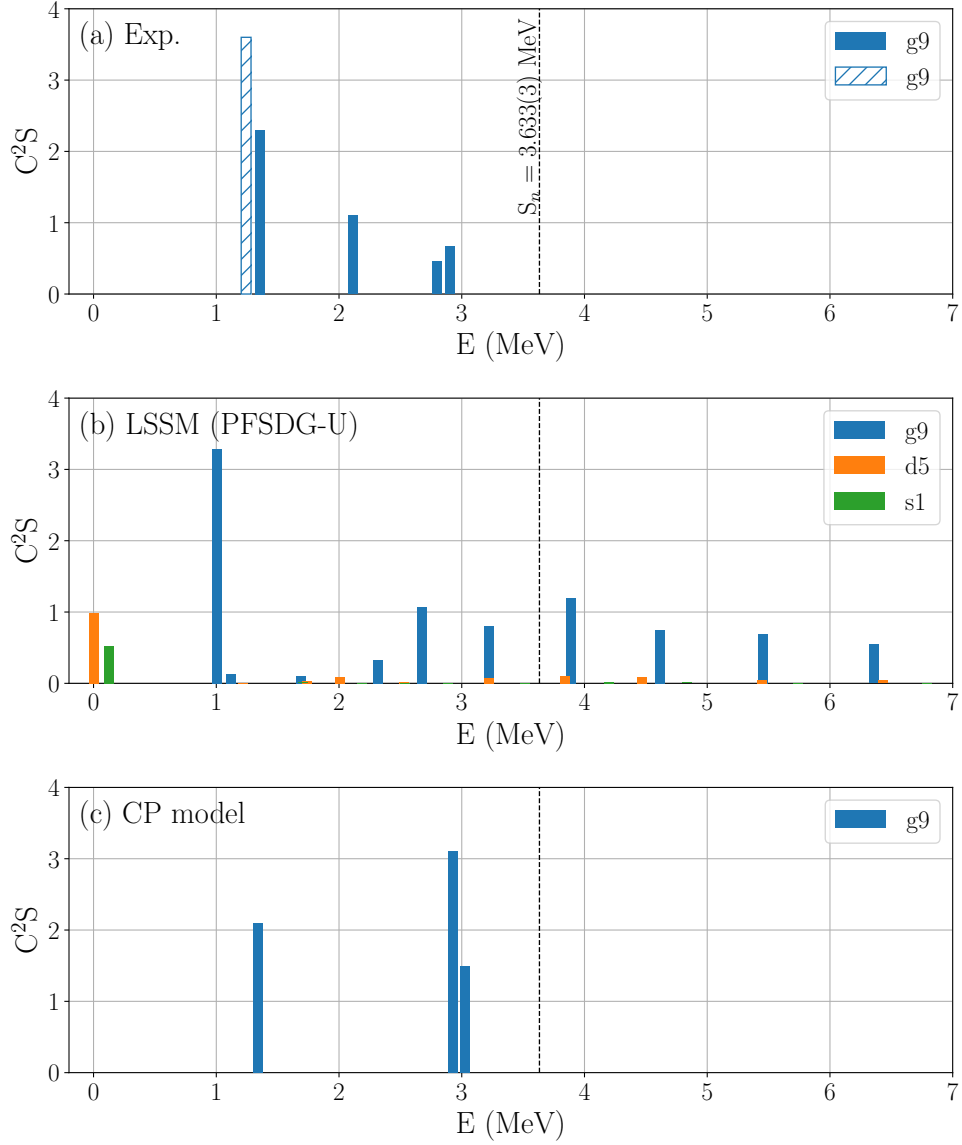 (a) Exp.
g9
g9
S_n = 3.633(3) MeV
C²S
4
3
2
1
0
0 1 2 3 4 5 6 7
E (MeV)
(b) LSSM (PFSDG-U)
g9
d5
s1
C²S
4
3
2
1
0
0 1 2 3 4 5 6 7
E (MeV)
(c) CP model
g9
C²S
4
3
2
1
0
0 1 2 3 4 5 6 7
E (MeV)